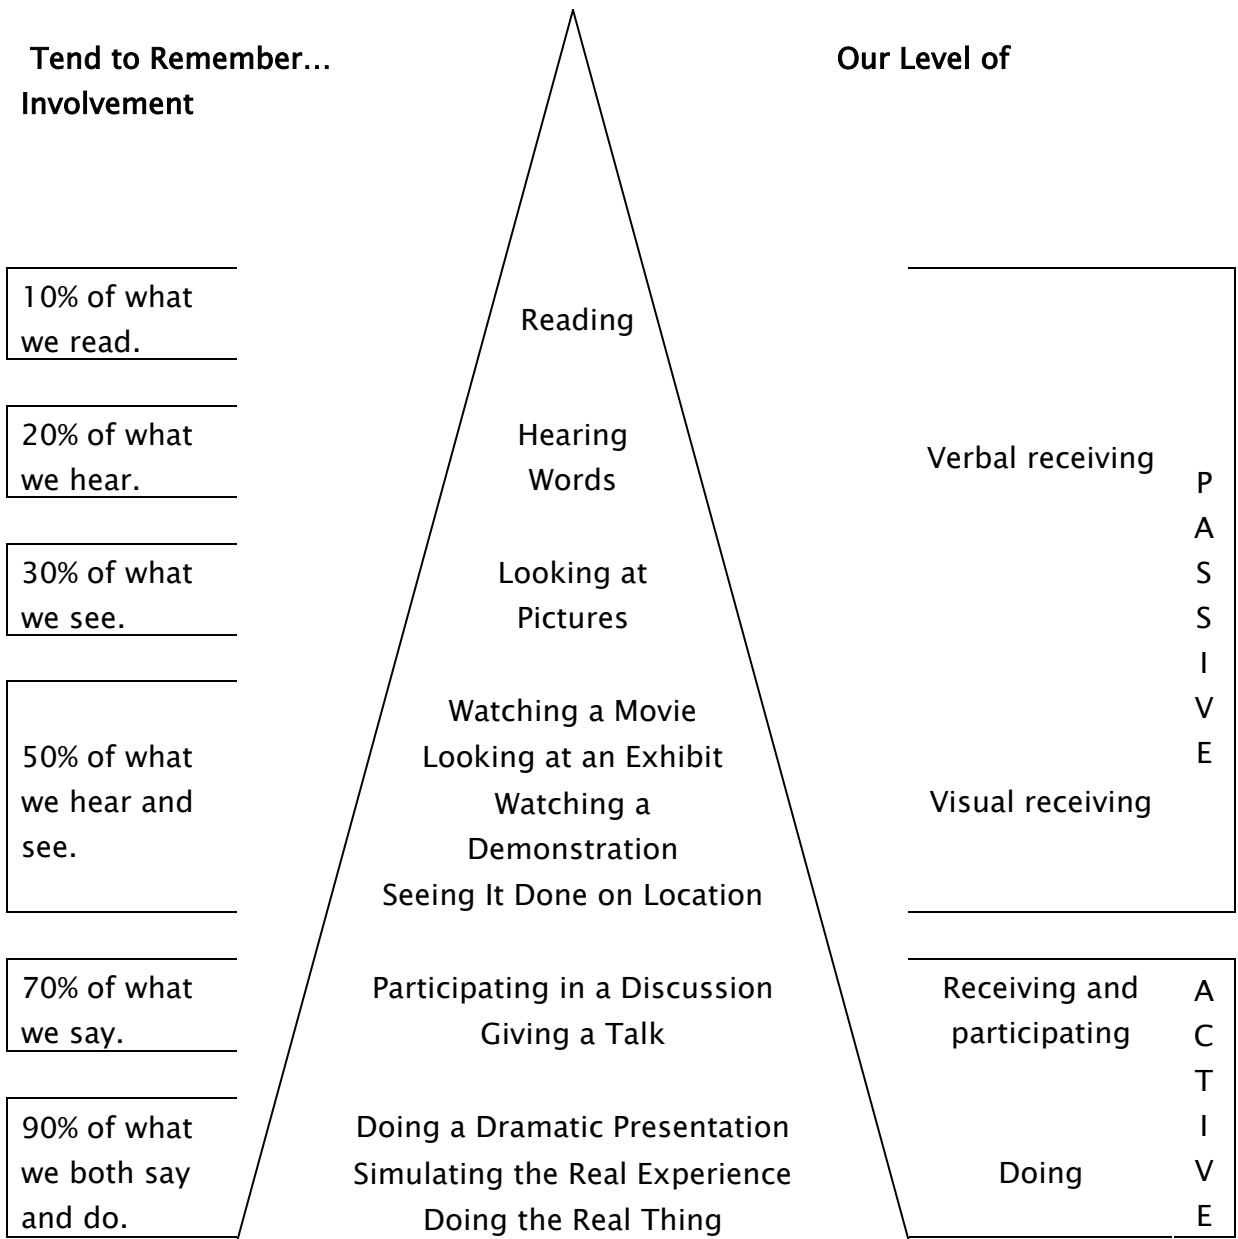 Tend to Remember... Our Level of
Involvement
10% of what
we read.
Reading
20% of what
we hear.
Hearing
Words
Verbal receiving
30% of what
we see.
Looking at
Pictures
50% of what
we hear and
see.
Watching a Movie
Looking at an Exhibit
Watching a
Demonstration
Seeing It Done on Location
Visual receiving
P
A
S
S
I
V
E
70% of what
we say.
Participating in a Discussion
Giving a Talk
Receiving and
participating
90% of what
we both say
and do.
Doing a Dramatic Presentation
Simulating the Real Experience
Doing the Real Thing
Doing
A
C
T
I
V
E